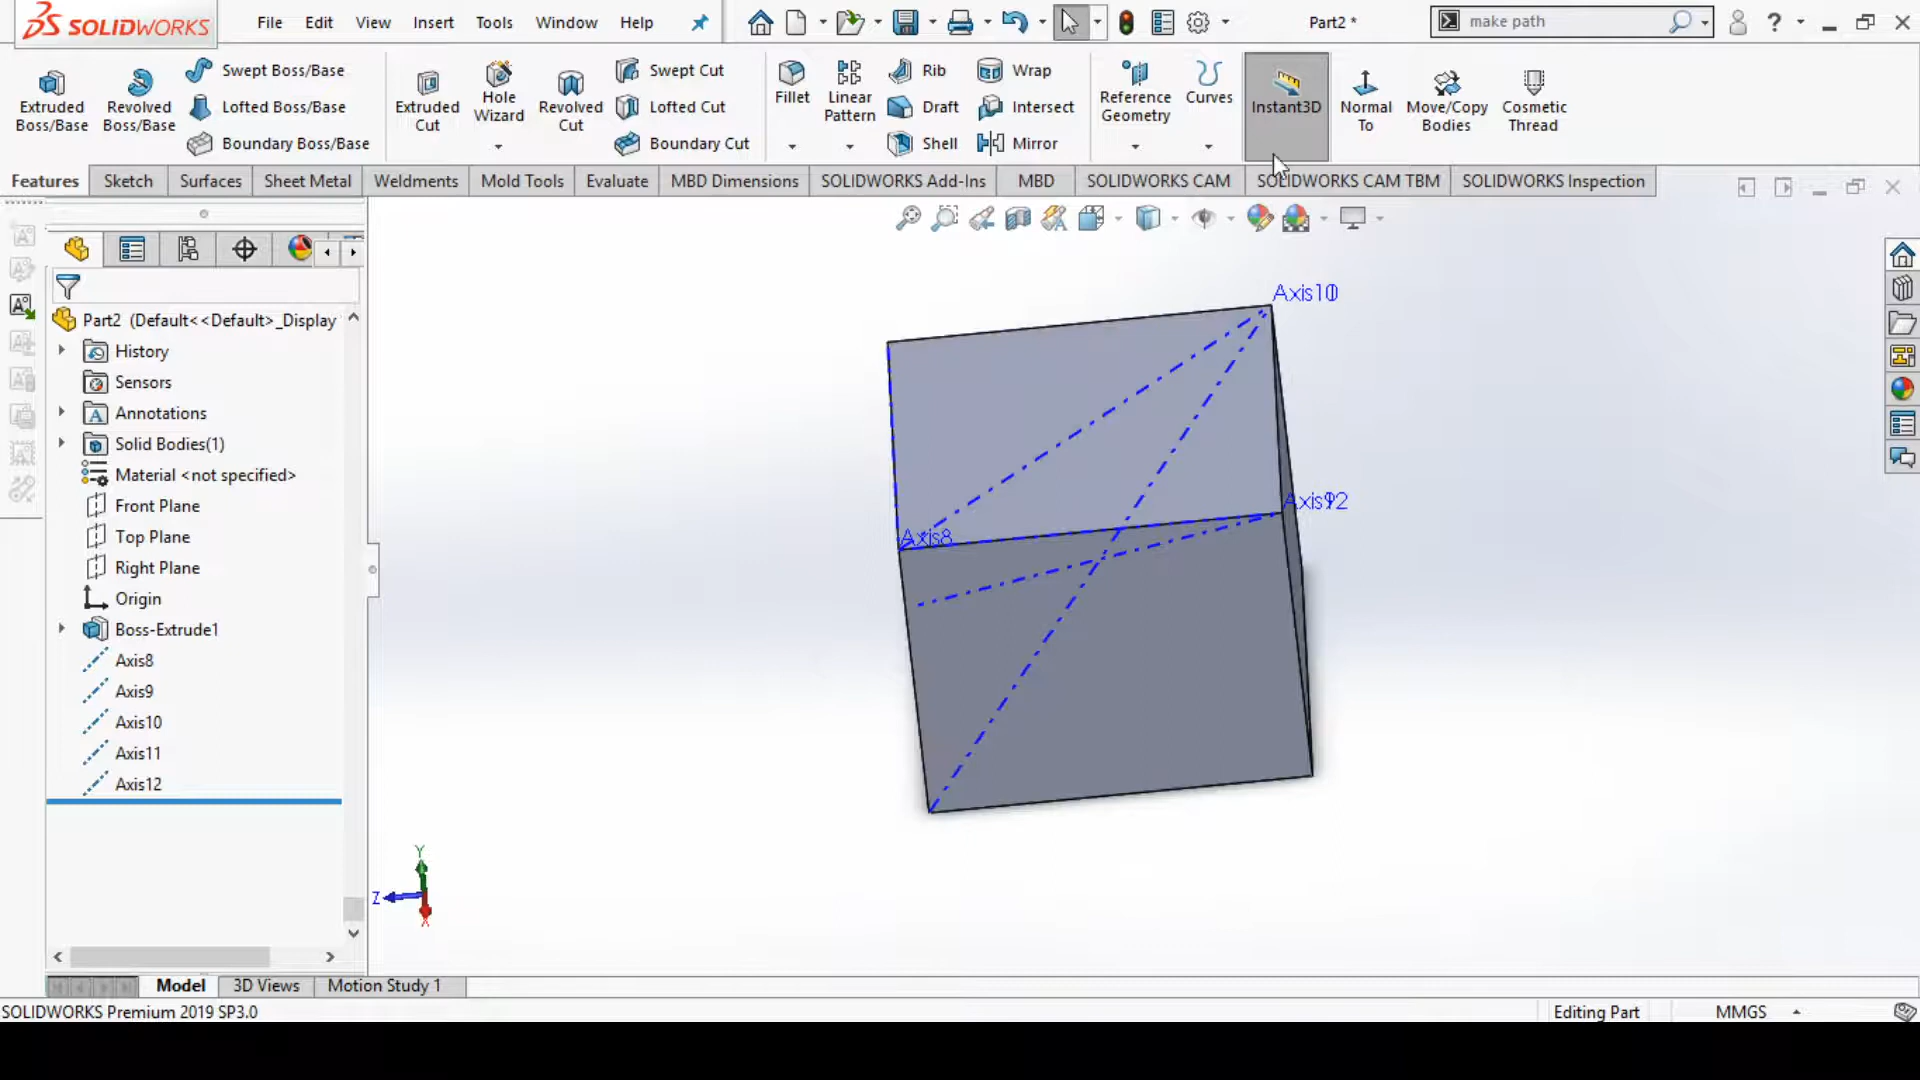 SOLIDWORKS File Edit View Insert Tools Window Help Part2 * make path ?
Extruded Boss/Base
Revolved Boss/Base
Swept Boss/Base
Lofted Boss/Base
Boundary Boss/Base
Extruded Cut
Hole Wizard
Revolved Cut
Swept Cut
Lofted Cut
Boundary Cut
Fillet
Linear Pattern
Rib
Draft
Shell
Wrap
Intersect
Mirror
Reference Geometry
Curves
Instant3D
Normal To
Move/Copy Bodies
Cosmetic Thread
Features Sketch Surfaces Sheet Metal Weldments Mold Tools Evaluate MBD Dimensions SOLIDWORKS Add-Ins MBD SOLIDWORKS CAM SOLIDWORKS CAM TBM SOLIDWORKS Inspection
Part2 (Default<<Default>_Display
History
Sensors
Annotations
Solid Bodies(1)
Material <not specified>
Front Plane
Top Plane
Right Plane
Origin
Boss-Extrude1
Axis8
Axis9
Axis10
Axis11
Axis12
Axis8
Y
Z
X
Model 3D Views Motion Study 1
SOLIDWORKS Premium 2019 SP3.0 Editing Part MMGS